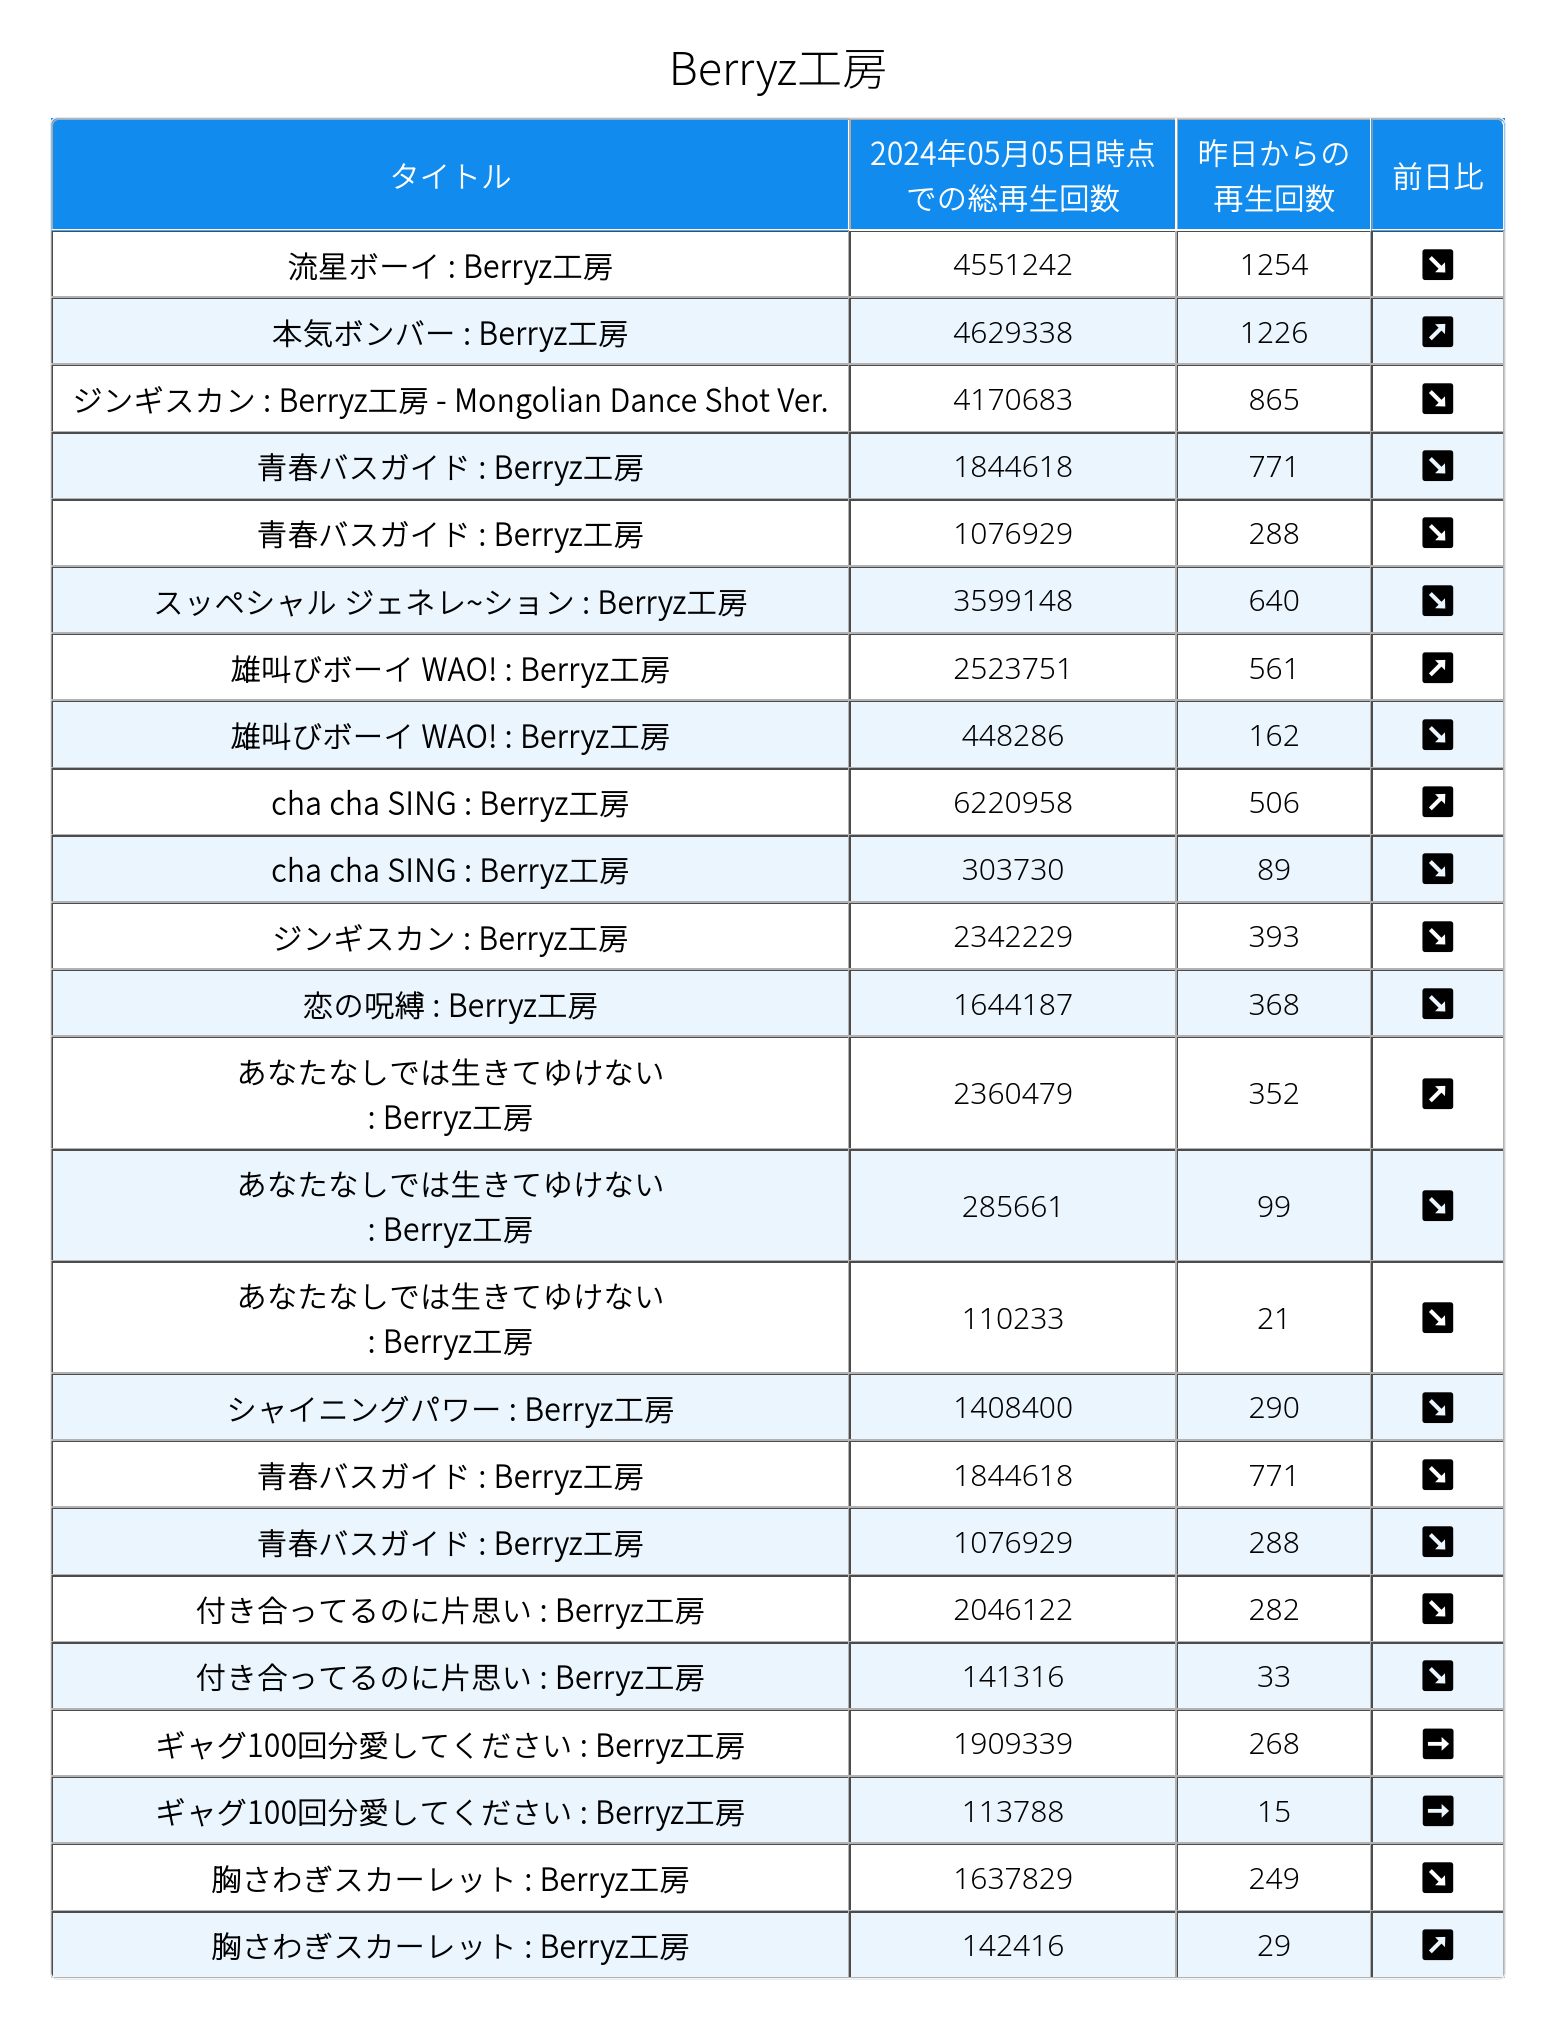 Berryz工房
タイトル 2024年05月05日時点での総再生回数 昨日からの再生回数 前日比
流星ボーイ : Berryz工房 4551242 1254 ↘
本気ボンバー : Berryz工房 4629338 1226 ↗
ジンギスカン : Berryz工房 - Mongolian Dance Shot Ver. 4170683 865 ↘
青春バスガイド : Berryz工房 1844618 771 ↘
青春バスガイド : Berryz工房 1076929 288 ↘
スッペシャル ジェネレ~ション : Berryz工房 3599148 640 ↘
雄叫びボーイ WAO! : Berryz工房 2523751 561 ↗
雄叫びボーイ WAO! : Berryz工房 448286 162 ↘
cha cha SING : Berryz工房 6220958 506 ↗
cha cha SING : Berryz工房 303730 89 ↘
ジンギスカン : Berryz工房 2342229 393 ↘
恋の呪縛 : Berryz工房 1644187 368 ↘
あなたなしでは生きてゆけない
: Berryz工房 2360479 352 ↗
あなたなしでは生きてゆけない
: Berryz工房 285661 99 ↘
あなたなしでは生きてゆけない
: Berryz工房 110233 21 ↘
シャイニングパワー : Berryz工房 1408400 290 ↘
青春バスガイド : Berryz工房 1844618 771 ↘
青春バスガイド : Berryz工房 1076929 288 ↘
付き合ってるのに片思い : Berryz工房 2046122 282 ↘
付き合ってるのに片思い : Berryz工房 141316 33 ↘
ギャグ100回分愛してください : Berryz工房 1909339 268 →
ギャグ100回分愛してください : Berryz工房 113788 15 →
胸さわぎスカーレット : Berryz工房 1637829 249 ↘
胸さわぎスカーレット : Berryz工房 142416 29 ↗